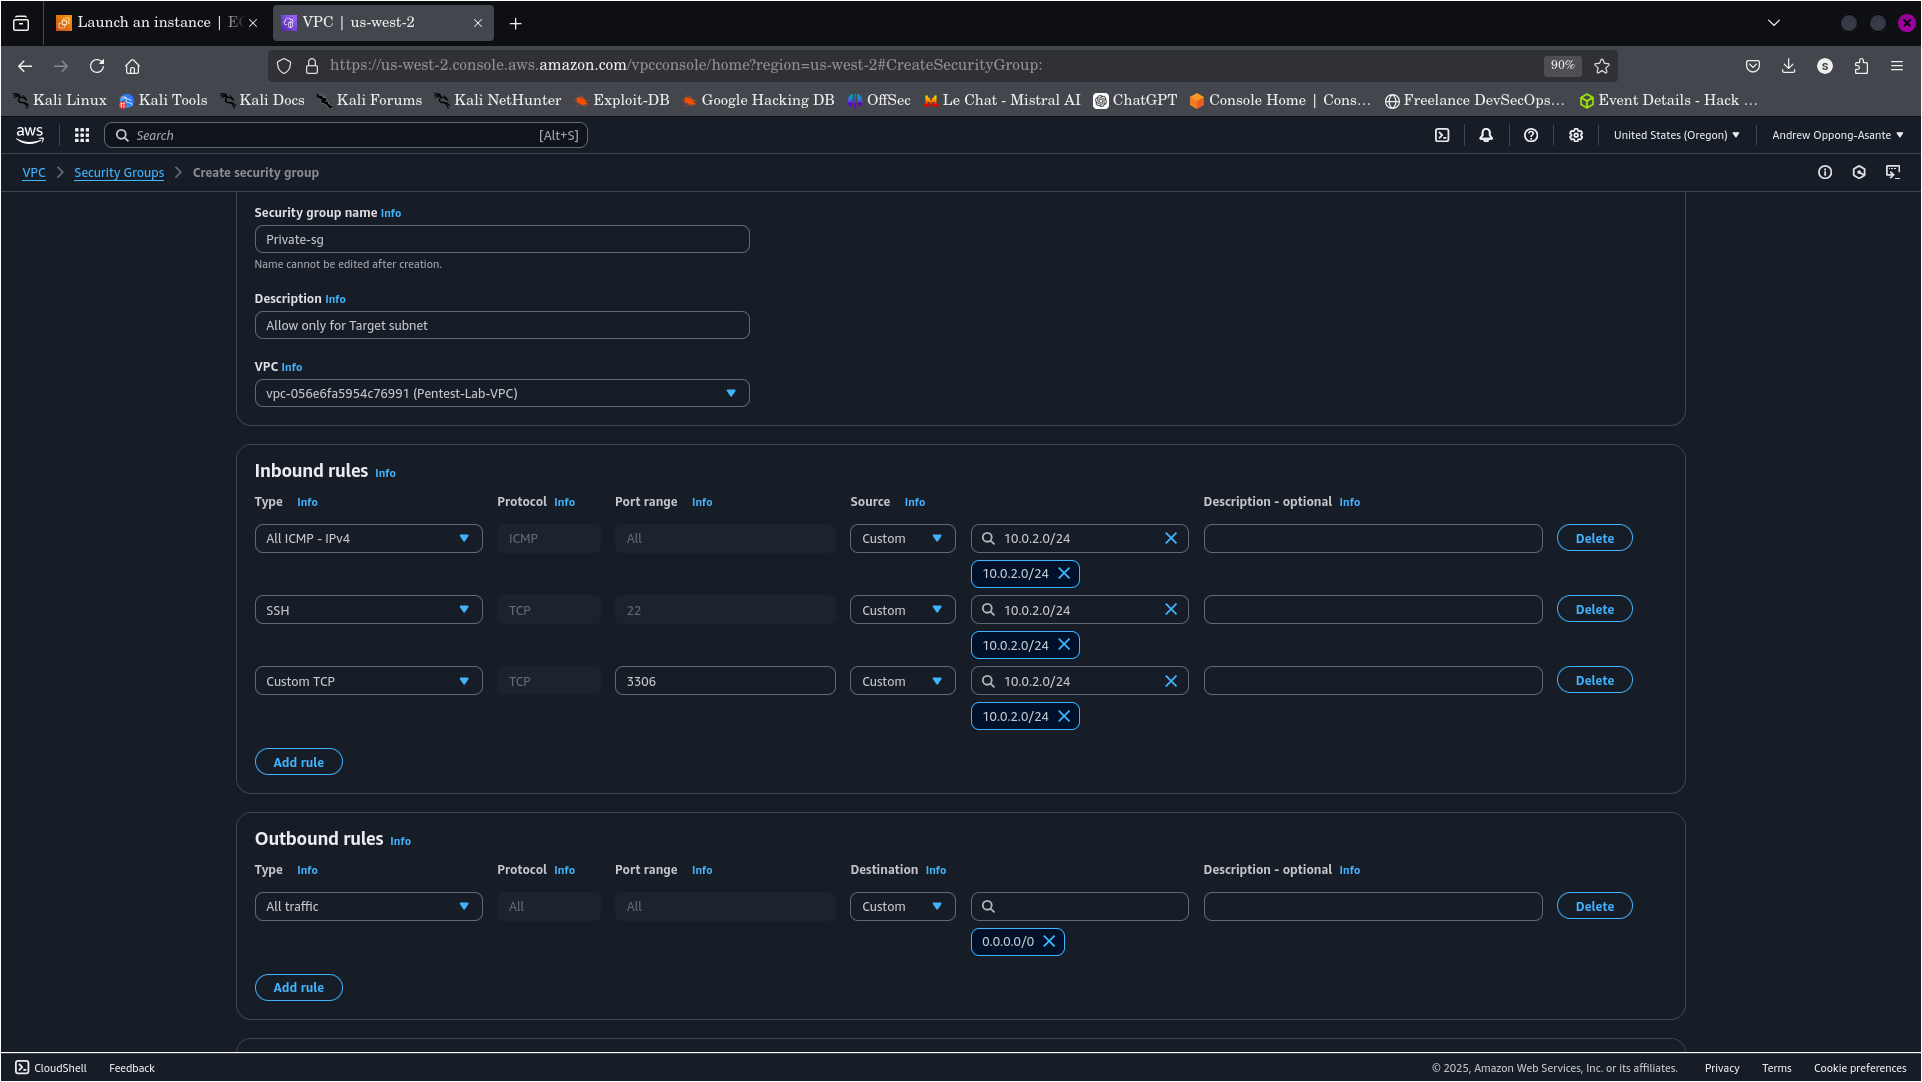 Launch an instance | E
VPC | us-west-2
https://us-west-2.console.aws.amazon.com/vpcconsole/home?region=us-west-2#CreateSecurityGroup:
90%
S
Kali Linux Kali Tools Kali Docs Kali Forums Kali NetHunter Exploit-DB Google Hacking DB OffSec Le Chat - Mistral AI ChatGPT Console Home | Cons… Freelance DevSecOps… Event Details - Hack …
aws
Search [Alt+S]
United States (Oregon)
Andrew Oppong-Asante
VPC Security Groups Create security group
Security group name Info
Private-sg
Name cannot be edited after creation.
Description Info
Allow only for Target subnet
VPC Info
vpc-056e6fa5954c76991 (Pentest-Lab-VPC)
Inbound rules Info
Type Info Protocol Info Port range Info Source Info Description - optional Info
All ICMP - IPv4 ICMP All Custom 10.0.2.0/24 Delete
10.0.2.0/24
SSH TCP 22 Custom 10.0.2.0/24 Delete
10.0.2.0/24
Custom TCP TCP 3306 Custom 10.0.2.0/24 Delete
10.0.2.0/24
Add rule
Outbound rules Info
Type Info Protocol Info Port range Info Destination Info Description - optional Info
All traffic All All Custom Delete
0.0.0.0/0
Add rule
CloudShell Feedback © 2025, Amazon Web Services, Inc. or its affiliates. Privacy Terms Cookie preferences